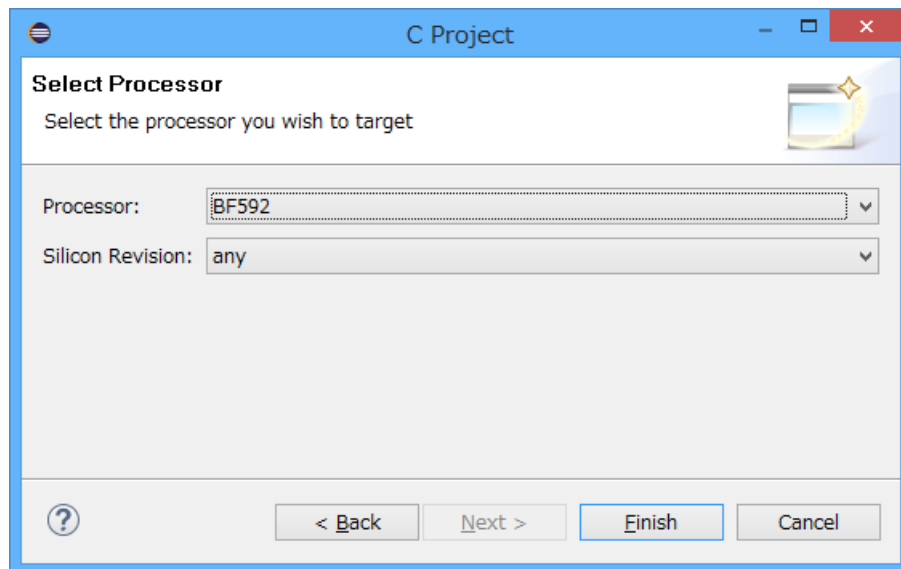 C Project
Select Processor
Select the processor you wish to target
Processor: BF592
Silicon Revision: any
? < Back Next > Finish Cancel